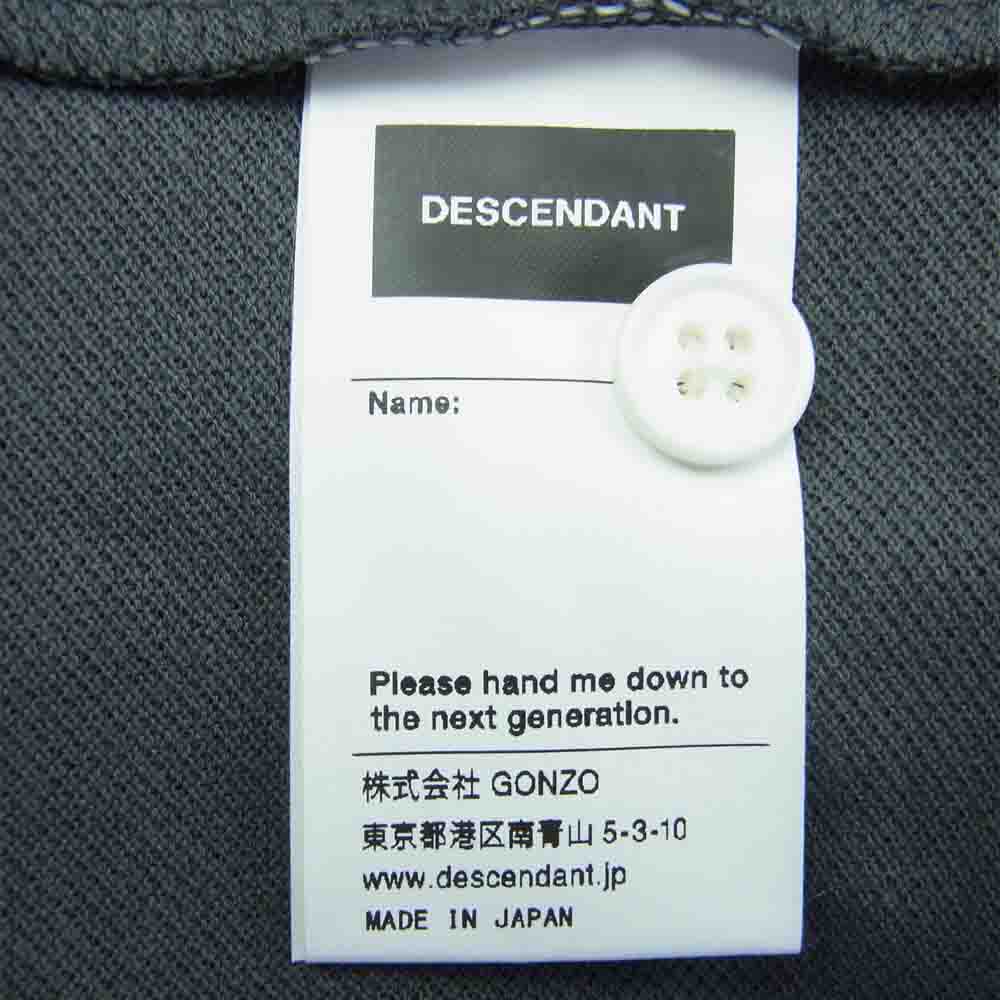 DESCENDANT
Name:
Please hand me down to
the next generation.
株式会社 GONZO
東京都港区南青山 5-3-10
www.descendant.jp
MADE IN JAPAN